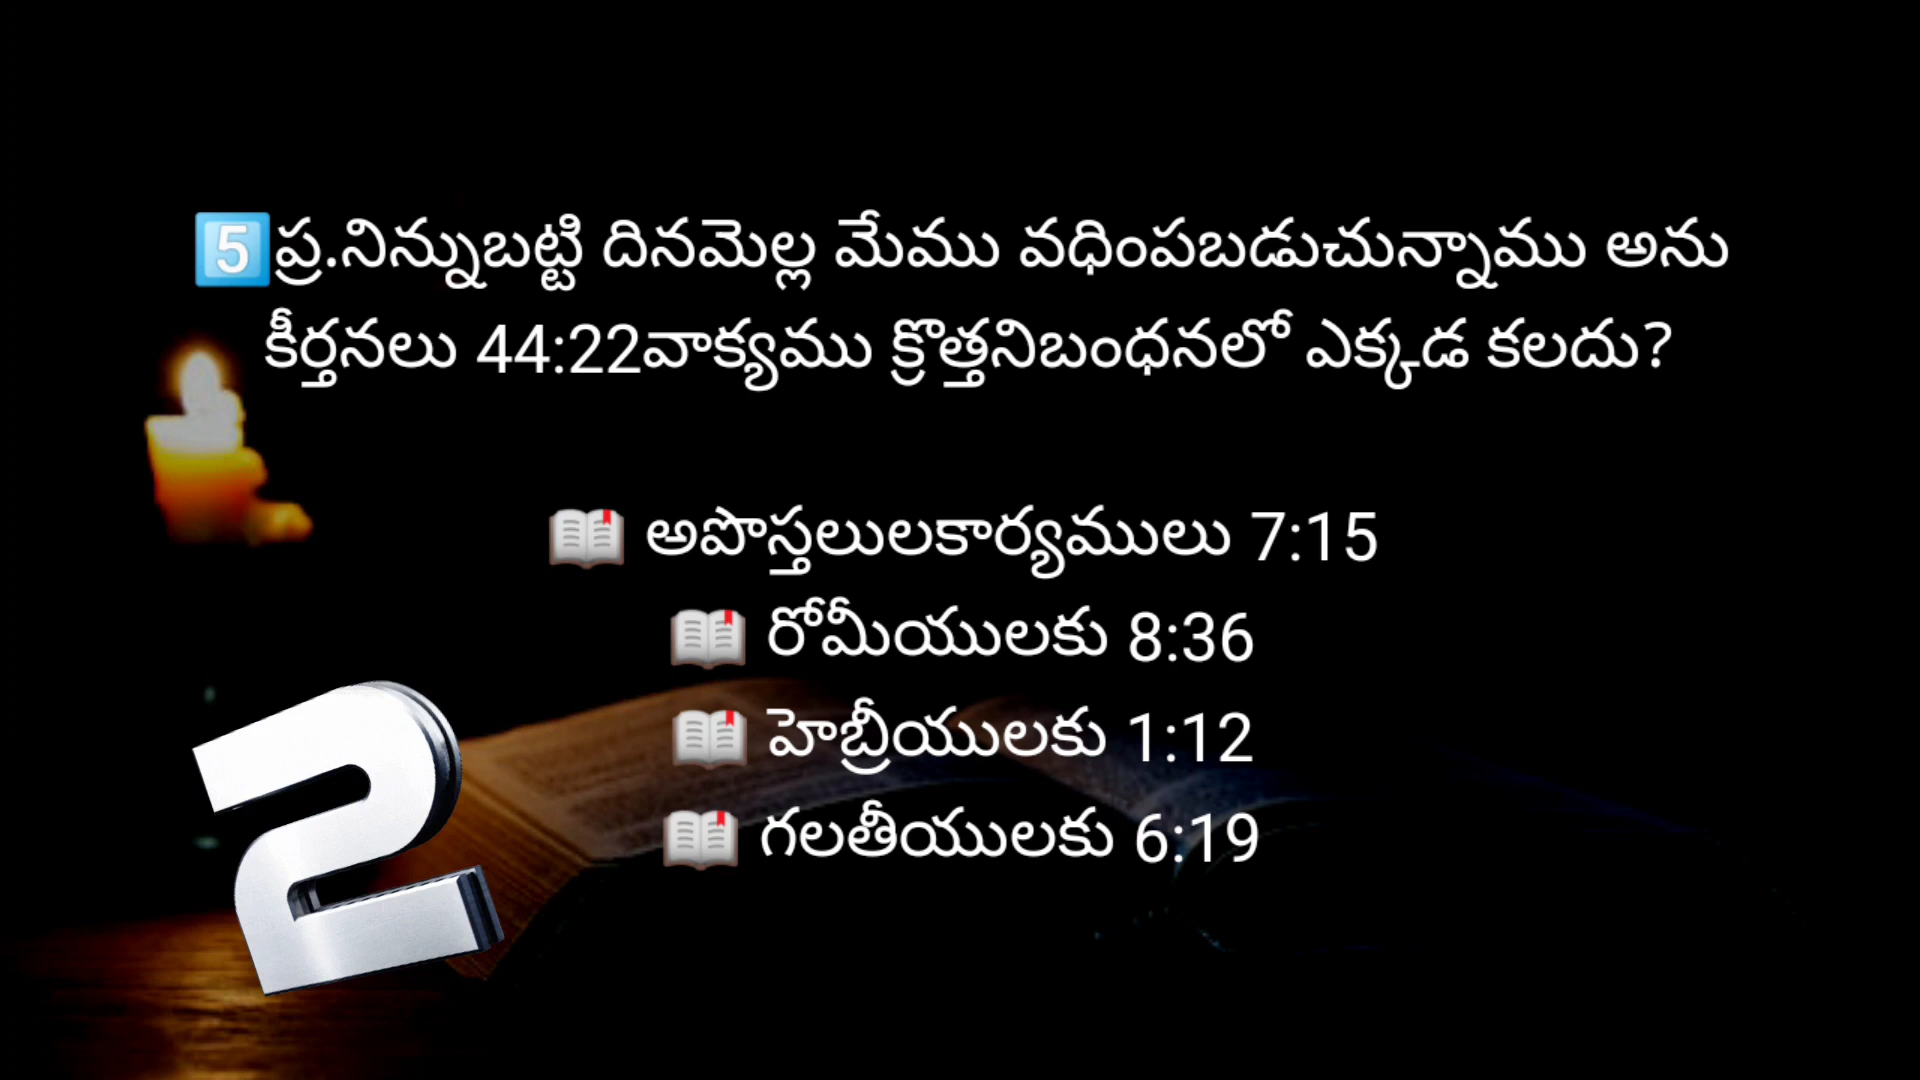 5️⃣ప్ర.నిన్నుబట్టి దినమెల్ల మేము వధింపబడుచున్నాము అను
కీర్తనలు 44:22వాక్యము క్రొత్తనిబంధనలో ఎక్కడ కలదు?
📖 అపొస్తలులకార్యములు 7:15
📖 రోమీయులకు 8:36
📖 హెబ్రీయులకు 1:12
📖 గలతీయులకు 6:19
2